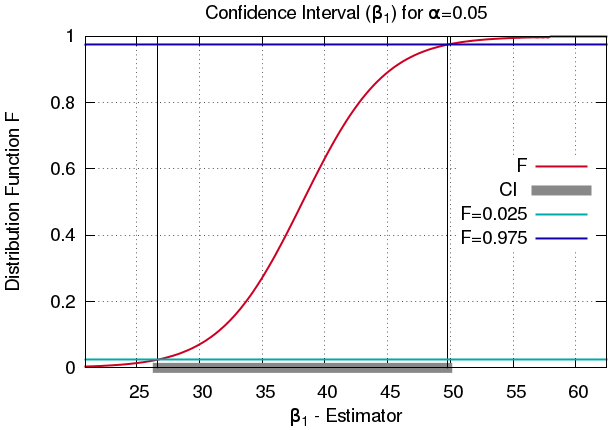 Confidence Interval (β₁) for α=0.05
Distribution Function F
1
0.8
0.6
0.4
0.2
0
F
CI
F=0.025
F=0.975
25 30 35 40 45 50 55 60
β₁ - Estimator